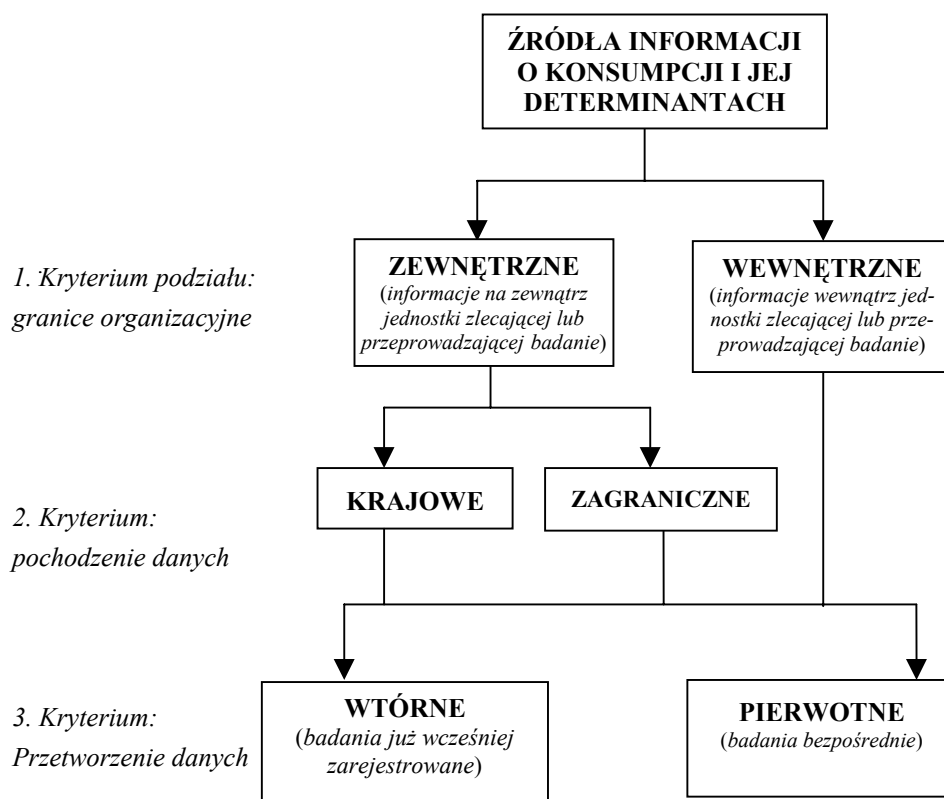 ŹRÓDŁA INFORMACJI
O KONSUMPCJI I JEJ
DETERMINANTACH
1. Kryterium podziału:
granice organizacyjne
ZEWNĘTRZNE
(informacje na zewnątrz
jednostki zlecającej lub
przeprowadzającej badanie)
WEWNĘTRZNE
(informacje wewnątrz jed-
nostki zlecającej lub prze-
prowadzającej badanie)
2. Kryterium:
pochodzenie danych
KRAJOWE
ZAGRANICZNE
3. Kryterium:
Przetworzenie danych
WTÓRNE
(badania już wcześniej
zarejestrowane)
PIERWOTNE
(badania bezpośrednie)